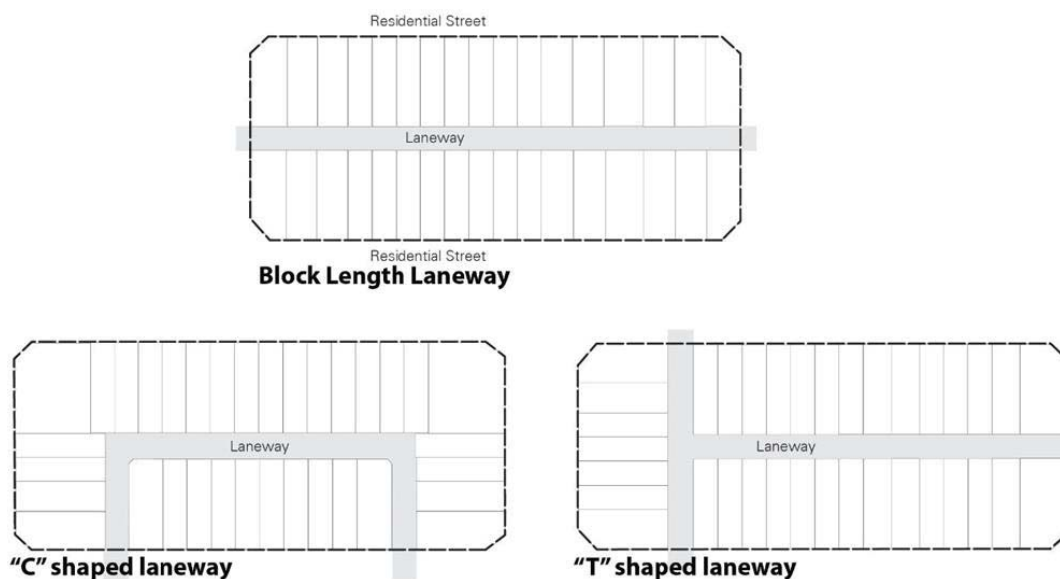 Residential Street
Laneway
Residential Street
Block Length Laneway
Laneway
Laneway
“C” shaped laneway
“T” shaped laneway